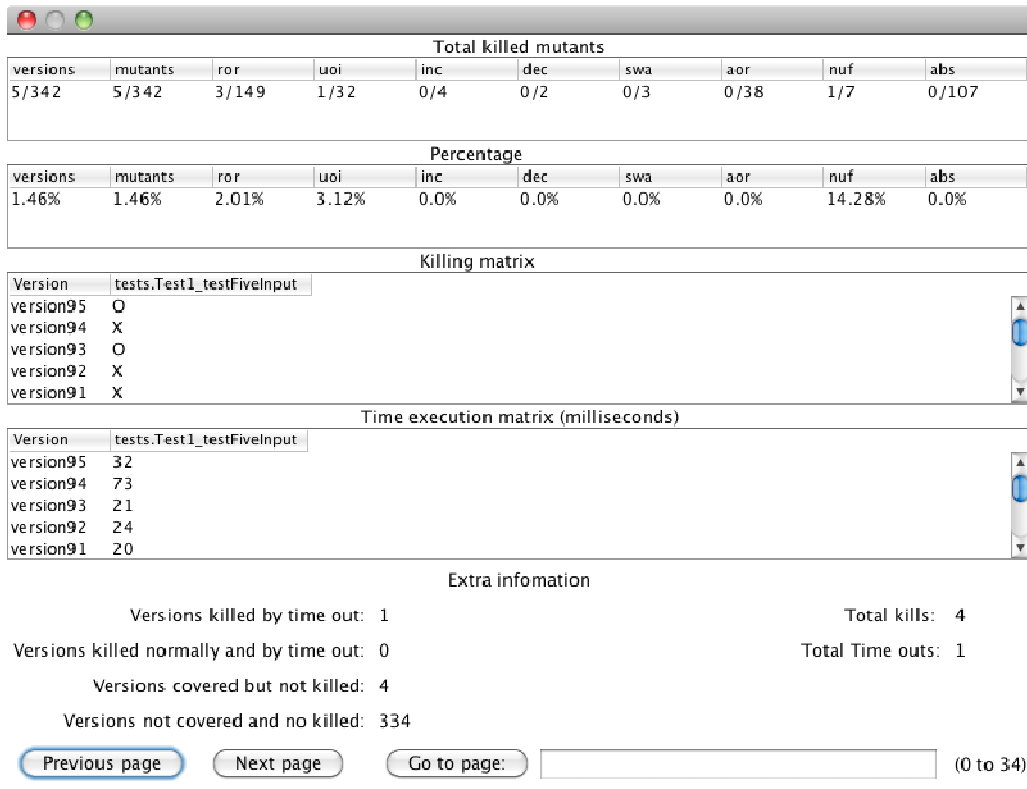 Total killed mutants
versions mutants ror uoi inc dec swa aor nuf abs
5/342 5/342 3/149 1/32 0/4 0/2 0/3 0/38 1/7 0/107
Percentage
versions mutants ror uoi inc dec swa aor nuf abs
1.46% 1.46% 2.01% 3.12% 0.0% 0.0% 0.0% 0.0% 14.28% 0.0%
Killing matrix
Version tests.Test1_testFiveInput
version95 O
version94 X
version93 O
version92 X
version91 X
Time execution matrix (milliseconds)
Version tests.Test1_testFiveInput
version95 32
version94 73
version93 21
version92 24
version91 20
Extra infomation
Versions killed by time out: 1 Total kills: 4
Versions killed normally and by time out: 0 Total Time outs: 1
Versions covered but not killed: 4
Versions not covered and no killed: 334
Previous page Next page Go to page: (0 to 34)